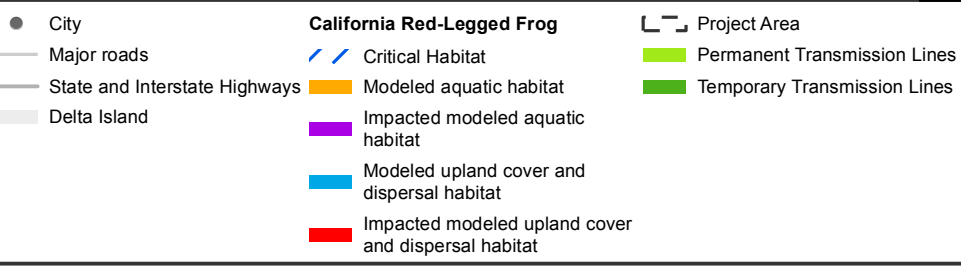 City
Major roads
State and Interstate Highways
Delta Island
California Red-Legged Frog
Critical Habitat
Modeled aquatic habitat
Impacted modeled aquatic
habitat
Modeled upland cover and
dispersal habitat
Impacted modeled upland cover
and dispersal habitat
Project Area
Permanent Transmission Lines
Temporary Transmission Lines